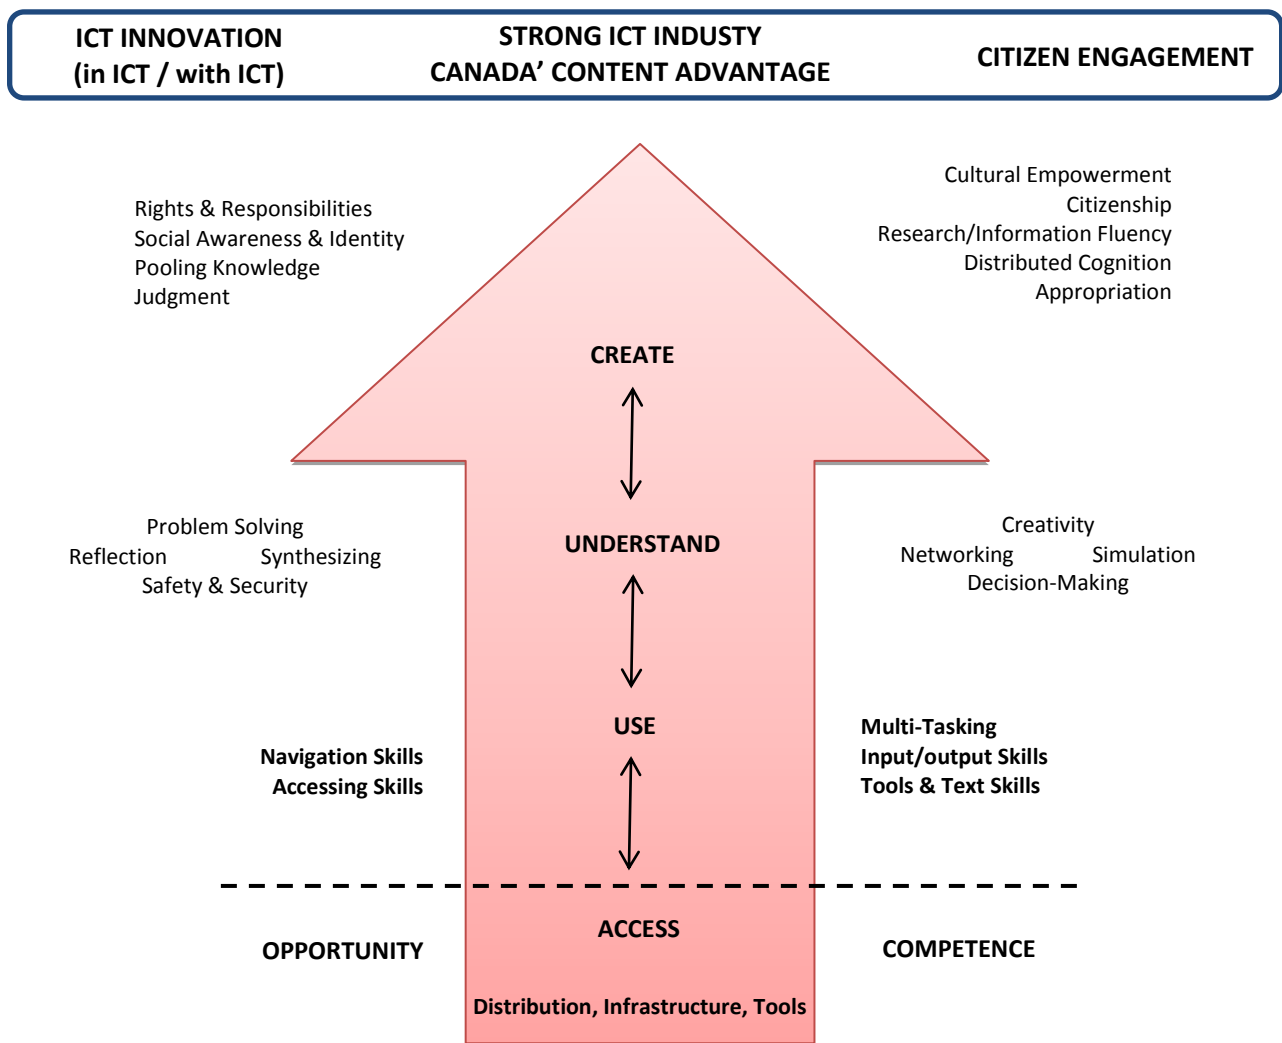 ICT INNOVATION
(in ICT / with ICT)
STRONG ICT INDUSTY
CANADA’ CONTENT ADVANTAGE
CITIZEN ENGAGEMENT
Rights & Responsibilities
Social Awareness & Identity
Pooling Knowledge
Judgment
Cultural Empowerment
Citizenship
Research/Information Fluency
Distributed Cognition
Appropriation
CREATE
Problem Solving
Reflection Synthesizing
Safety & Security
UNDERSTAND
Creativity
Networking Simulation
Decision-Making
Navigation Skills
Accessing Skills
USE
Multi-Tasking
Input/output Skills
Tools & Text Skills
OPPORTUNITY
ACCESS
COMPETENCE
Distribution, Infrastructure, Tools